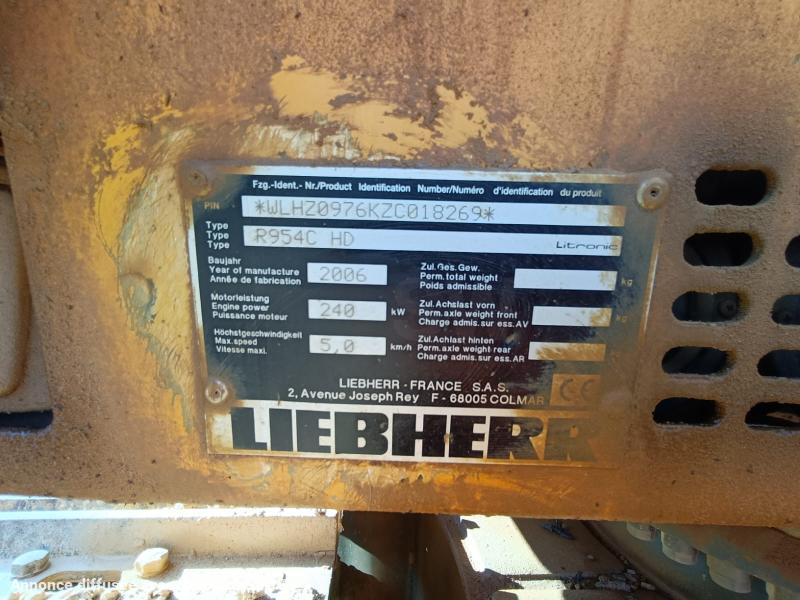 Fzg.-Ident.- Nr./Product Identification Number/Numéro d'identification du produit
PIN *WLHZ0976KZC018269*
Type
Type R954C HD Litronic
Type
Baujahr
Year of manufacture 2006
Année de fabrication
Motorleistung
Engine power 240 kW
Puissance moteur
Höchstgeschwindigkeit
Max.speed 5,0 km/h
Vitesse maxi.
Zul.Ges.Gew.
Perm.total weight kg
Poids admissible
Zul.Achslast vorn
Perm.axle weight front kg
Charge admis.sur ess.AV
Zul.Achlast hinten
Perm.axle weight rear
Charge admis.sur ess.AR
LIEBHERR - FRANCE S.A.S.
2, Avenue Joseph Rey F - 68005 COLMAR
CE
LIEBHERR
Annonce